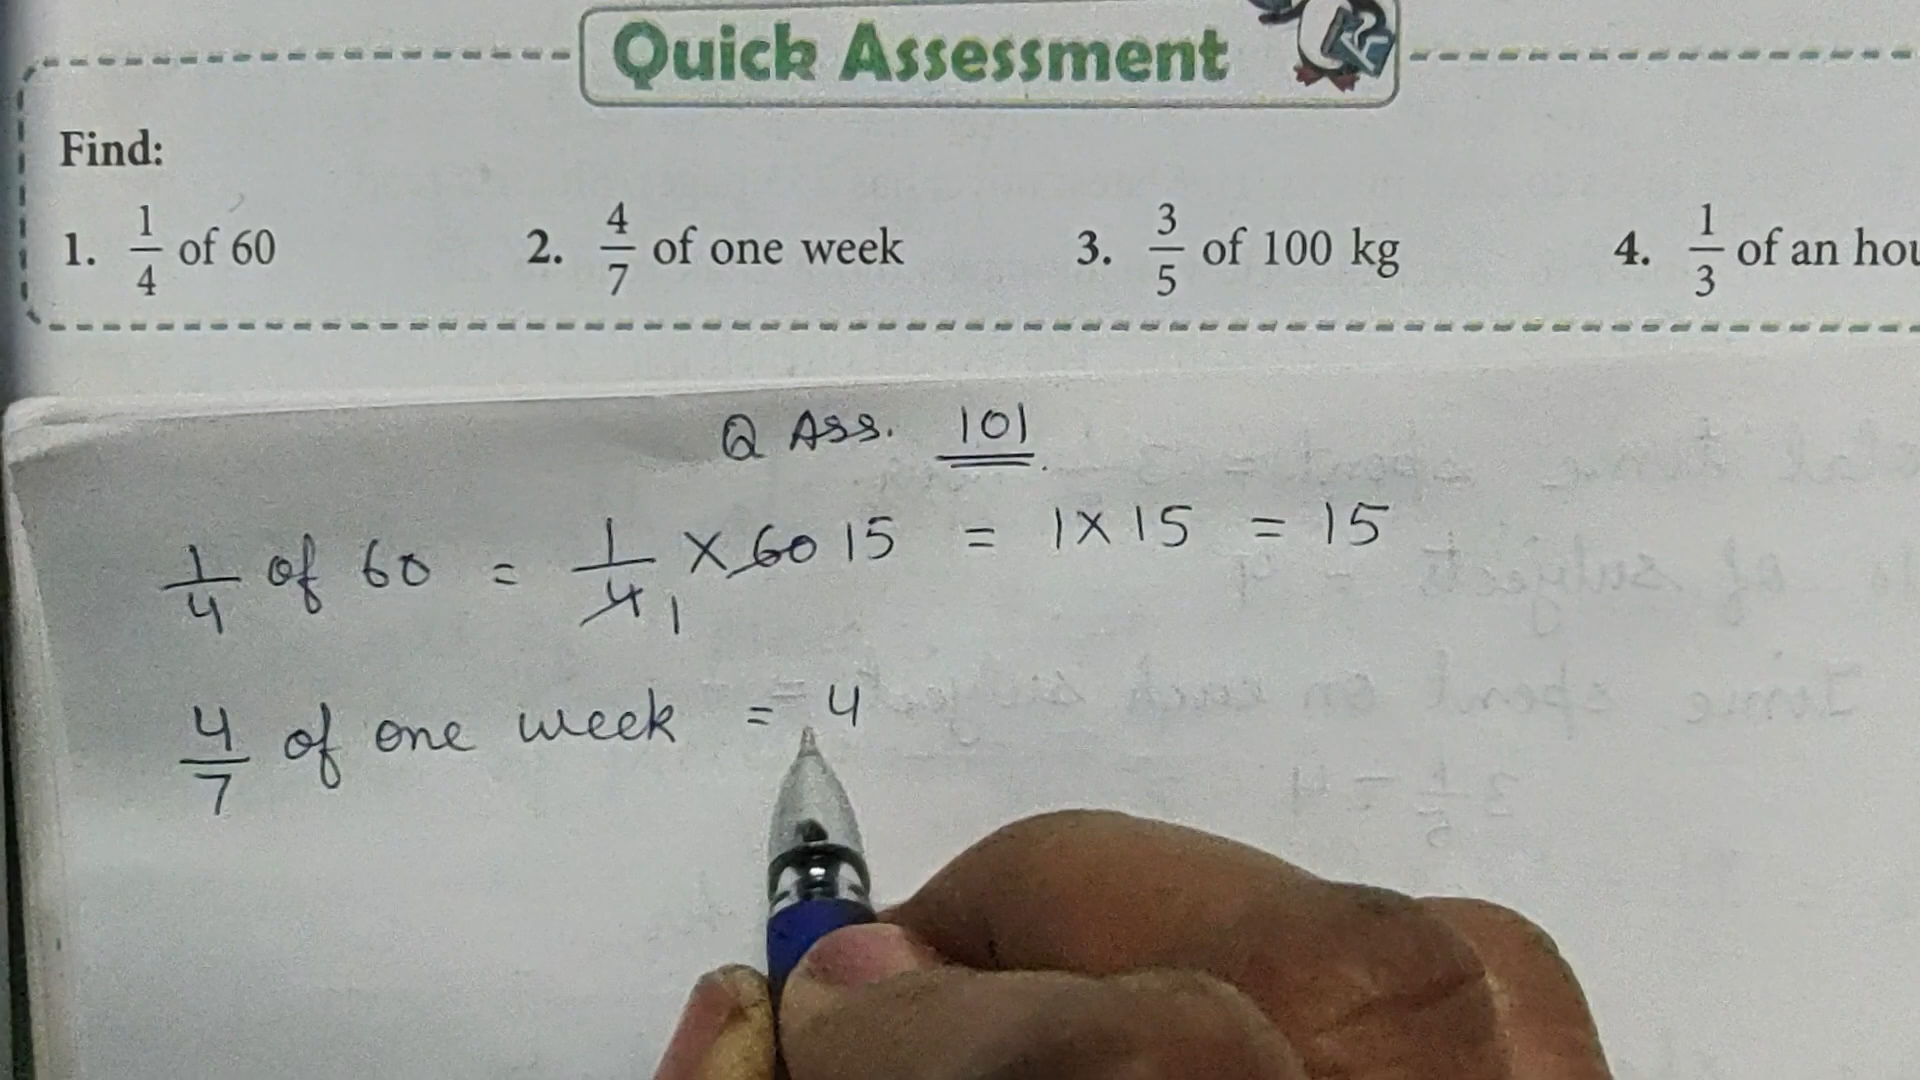 Quick Assessment
Find:
1. 1/4 of 60 2. 4/7 of one week 3. 3/5 of 100 kg 4. 1/3 of an hou
Q Ass. 101
1/4 of 60 = 1/4 1 × 60 15 = 1 × 15 = 15
4/7 of one week = 4